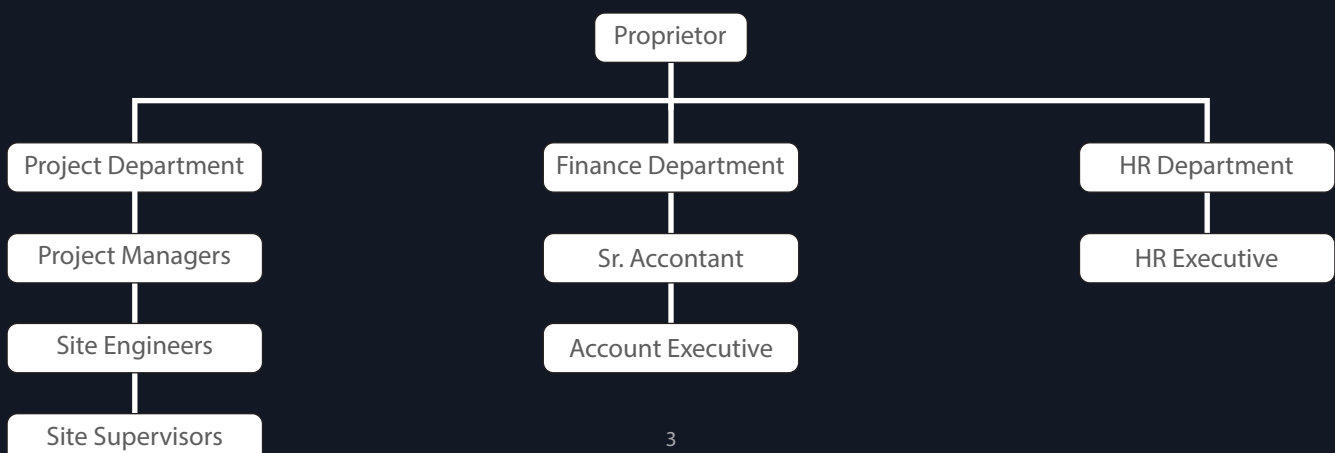 Proprietor
Project Department
Finance Department
HR Department
Project Managers
Sr. Accontant
HR Executive
Site Engineers
Account Executive
Site Supervisors
3